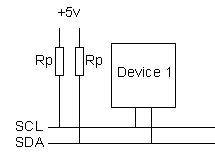 +5v
Rp Rp Device 1
SCL
SDA